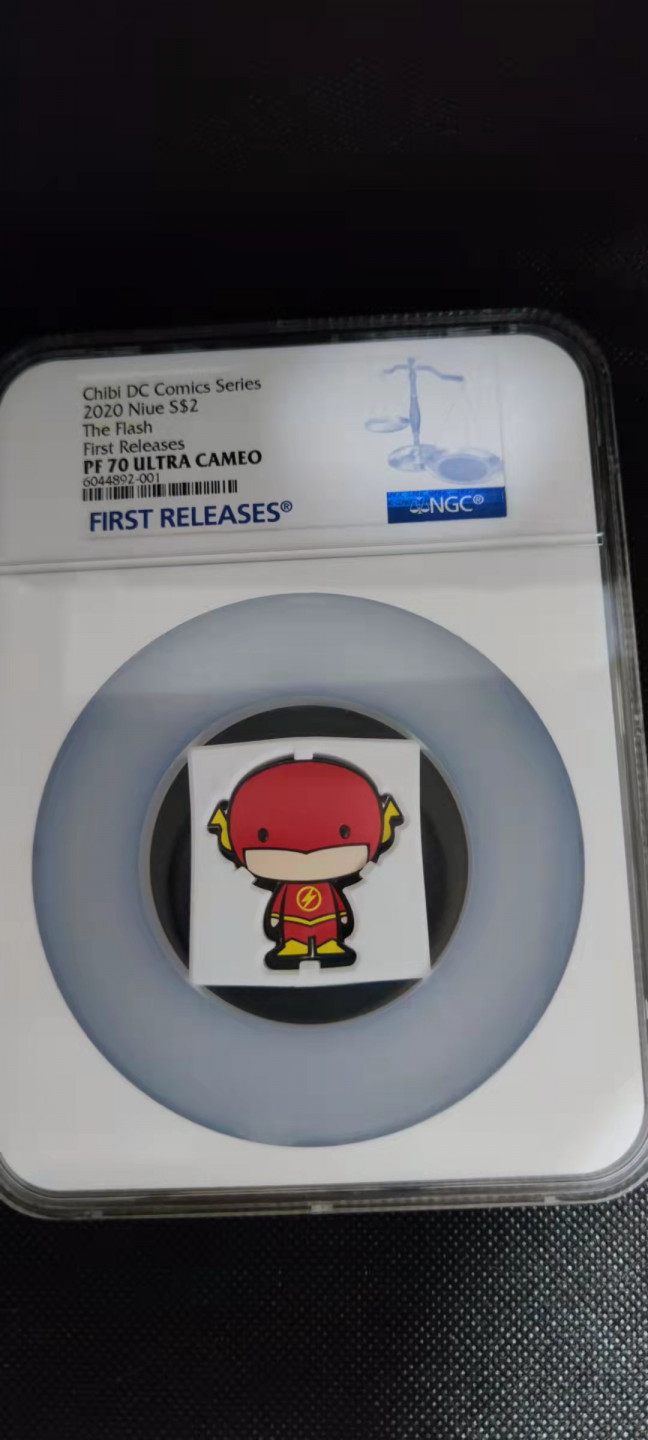 Chibi DC Comics Series
2020 Niue S$2
The Flash
First Releases
PF 70 ULTRA CAMEO
6044892-001
FIRST RELEASES®
NGC®